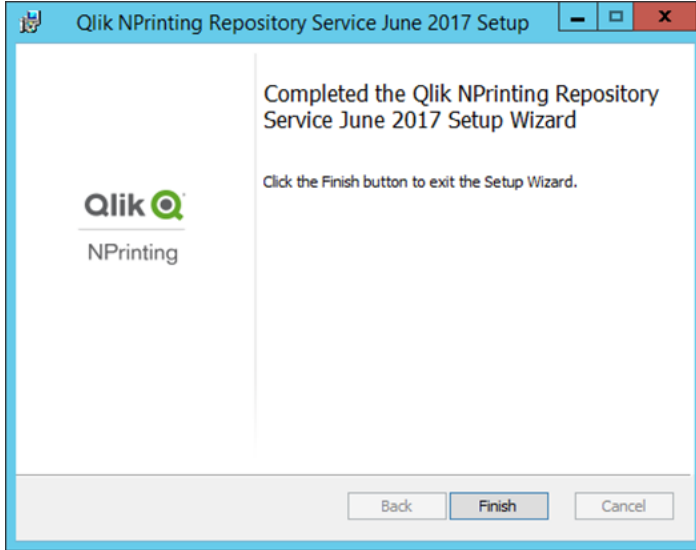 Qlik NPrinting Repository Service June 2017 Setup
Completed the Qlik NPrinting Repository
Service June 2017 Setup Wizard
Click the Finish button to exit the Setup Wizard.
Qlik
NPrinting
Back
Finish
Cancel